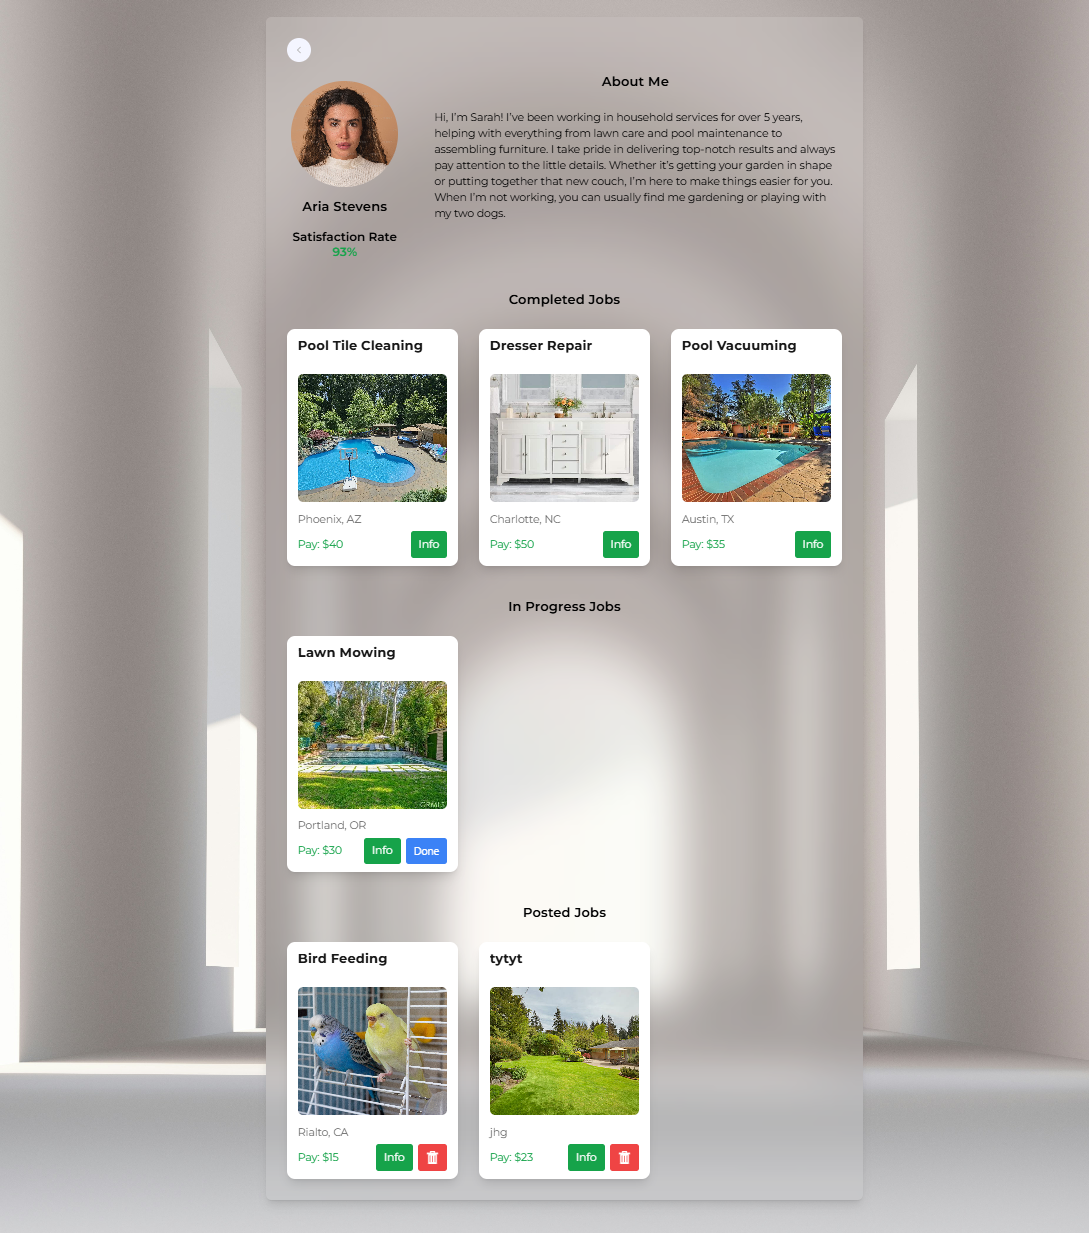 About Me
Hi, I'm Sarah! I've been working in household services for over 5 years,
helping with everything from lawn care and pool maintenance to
assembling furniture. I take pride in delivering top-notch results and always
pay attention to the little details. Whether it's getting your garden in shape
or putting together that new couch, I'm here to make things easier for you.
When I'm not working, you can usually find me gardening or playing with
my two dogs.
Aria Stevens
Satisfaction Rate
93%
Completed Jobs
Pool Tile Cleaning
Phoenix, AZ
Pay: $40
Info
Dresser Repair
Charlotte, NC
Pay: $50
Info
Pool Vacuuming
Austin, TX
Pay: $35
Info
In Progress Jobs
Lawn Mowing
CRMLS
Portland, OR
Pay: $30
Info
Done
Posted Jobs
Bird Feeding
Rialto, CA
Pay: $15
Info
tytyt
jhg
Pay: $23
Info